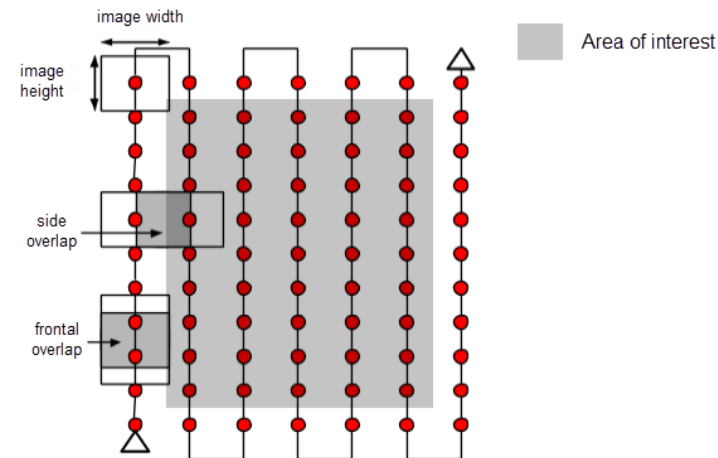 image width
Area of interest
image
height
side
overlap
frontal
overlap